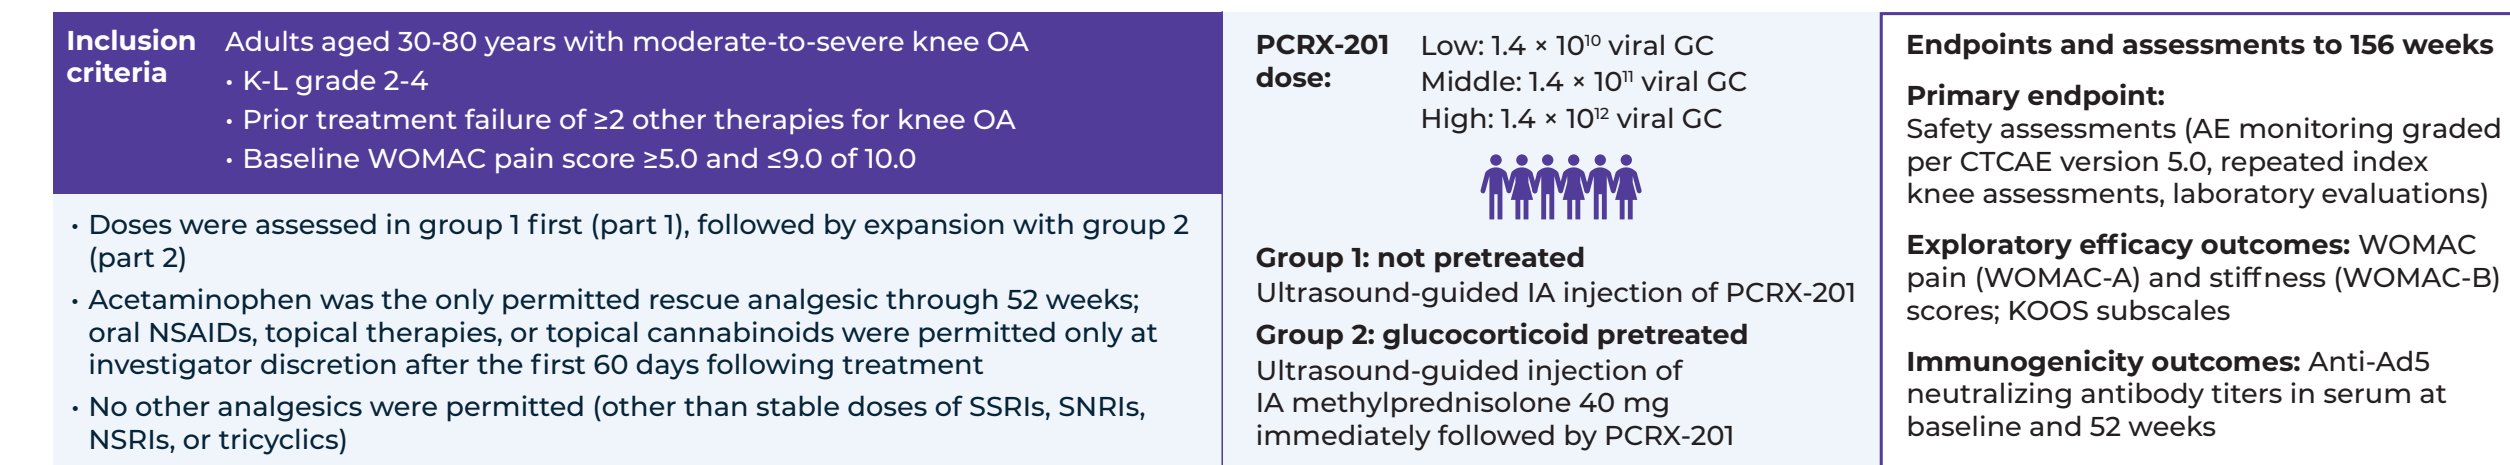 Inclusion criteria
Adults aged 30-80 years with moderate-to-severe knee OA
• K-L grade 2-4
• Prior treatment failure of ≥2 other therapies for knee OA
• Baseline WOMAC pain score ≥5.0 and ≤9.0 of 10.0
• Doses were assessed in group 1 first (part 1), followed by expansion with group 2
(part 2)
• Acetaminophen was the only permitted rescue analgesic through 52 weeks;
oral NSAIDs, topical therapies, or topical cannabinoids were permitted only at
investigator discretion after the first 60 days following treatment
• No other analgesics were permitted (other than stable doses of SSRIs, SNRIs,
NSRIs, or tricyclics)
PCRX-201
dose:
Low: 1.4 × 10¹⁰ viral GC
Middle: 1.4 × 10¹¹ viral GC
High: 1.4 × 10¹² viral GC
Group 1: not pretreated
Ultrasound-guided IA injection of PCRX-201
Group 2: glucocorticoid pretreated
Ultrasound-guided injection of
IA methylprednisolone 40 mg
immediately followed by PCRX-201
Endpoints and assessments to 156 weeks
Primary endpoint:
Safety assessments (AE monitoring graded
per CTCAE version 5.0, repeated index
knee assessments, laboratory evaluations)
Exploratory efficacy outcomes: WOMAC
pain (WOMAC-A) and stiffness (WOMAC-B)
scores; KOOS subscales
Immunogenicity outcomes: Anti-Ad5
neutralizing antibody titers in serum at
baseline and 52 weeks